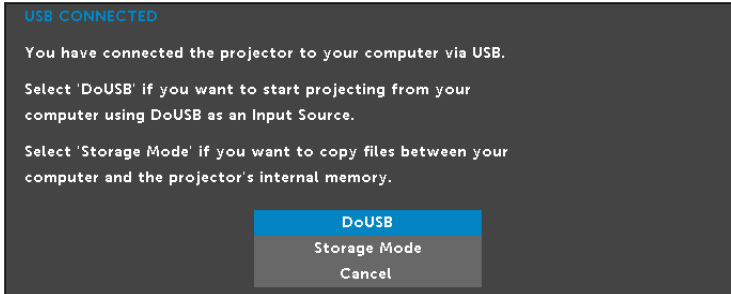 USB CONNECTED
You have connected the projector to your computer via USB.
Select 'DoUSB' if you want to start projecting from your
computer using DoUSB as an Input Source.
Select 'Storage Mode' if you want to copy files between your
computer and the projector's internal memory.
DoUSB
Storage Mode
Cancel